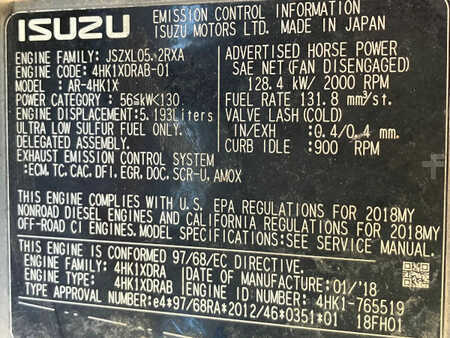 ISUZU
EMISSION CONTROL INFORMATION
ISUZU MOTORS LTD. MADE IN JAPAN
ENGINE FAMILY: JSZXL05.2RXA
ENGINE CODE: 4HK1XDRAB-01
MODEL : AR-4HK1X
POWER CATEGORY : 56≤kW<130
ENGINE DISPLACEMENT: 5.193Liters
ULTRA LOW SULFUR FUEL ONLY.
DELEGATED ASSEMBLY.
EXHAUST EMISSION CONTROL SYSTEM
:ECM, TC, CAC, DFI, EGR, DOC, SCR-U, AMOX
ADVERTISED HORSE POWER
SAE NET (FAN DISENGAGED)
128.4 kW/ 2000 RPM
FUEL RATE 131.8 mm³/st.
VALVE LASH (COLD)
IN/EXH : 0.4/0.4 mm.
CURB IDLE : 900 RPM
THIS ENGINE COMPLIES WITH U.S. EPA REGULATIONS FOR 2018MY
NONROAD DIESEL ENGINES AND CALIFORNIA REGULATIONS FOR 2018MY
OFF-ROAD CI ENGINES. MODEL SPECIFICATIONS:SEE SERVICE MANUAL.
THIS ENGINE IS CONFORMED 97/68/EC DIRECTIVE.
ENGINE FAMILY: 4HK1XDRA DATE OF MANUFACTURE:01/'18
ENGINE TYPE: 4HK1XDRAB ENGINE ID NUMBER: 4HK1-765519
TYPE APPROVAL NUMBER:e4*97/68RA*2012/46*0351*01 18FH01